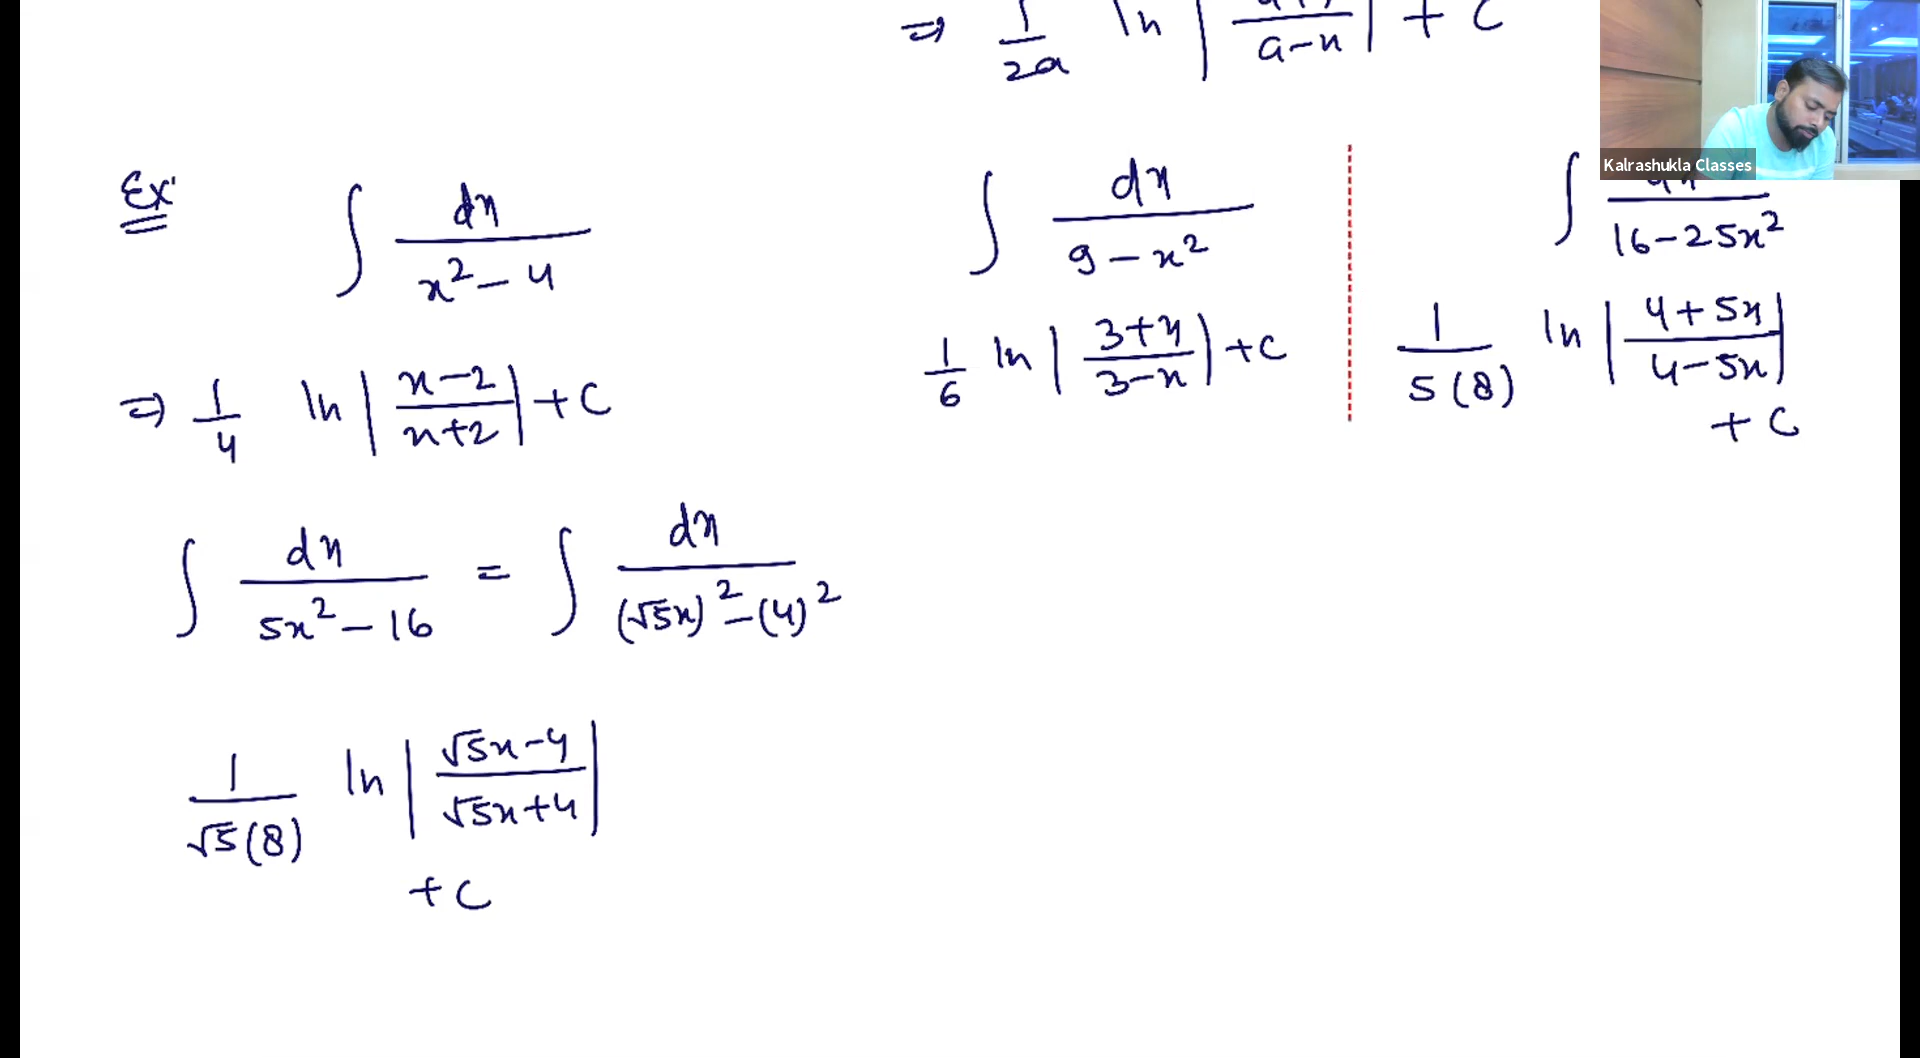 ⇒ 1/2a ln |a+x/a-x| + C
Kalrashukla Classes
Ex:
∫ dx/(x² - 4)
⇒ 1/4 ln |(x-2)/(x+2)| + C
∫ dx/(9 - x²)
1/6 ln |(3+x)/(3-x)| + C
∫ dx/(16 - 25x²)
1/5(8) ln |(4+5x)/(4-5x)|
+ C
∫ dx/(5x² - 16) = ∫ dx/((√5x)² - (4)²)
1/√5(8) ln |(√5x-4)/(√5x+4)|
+ C